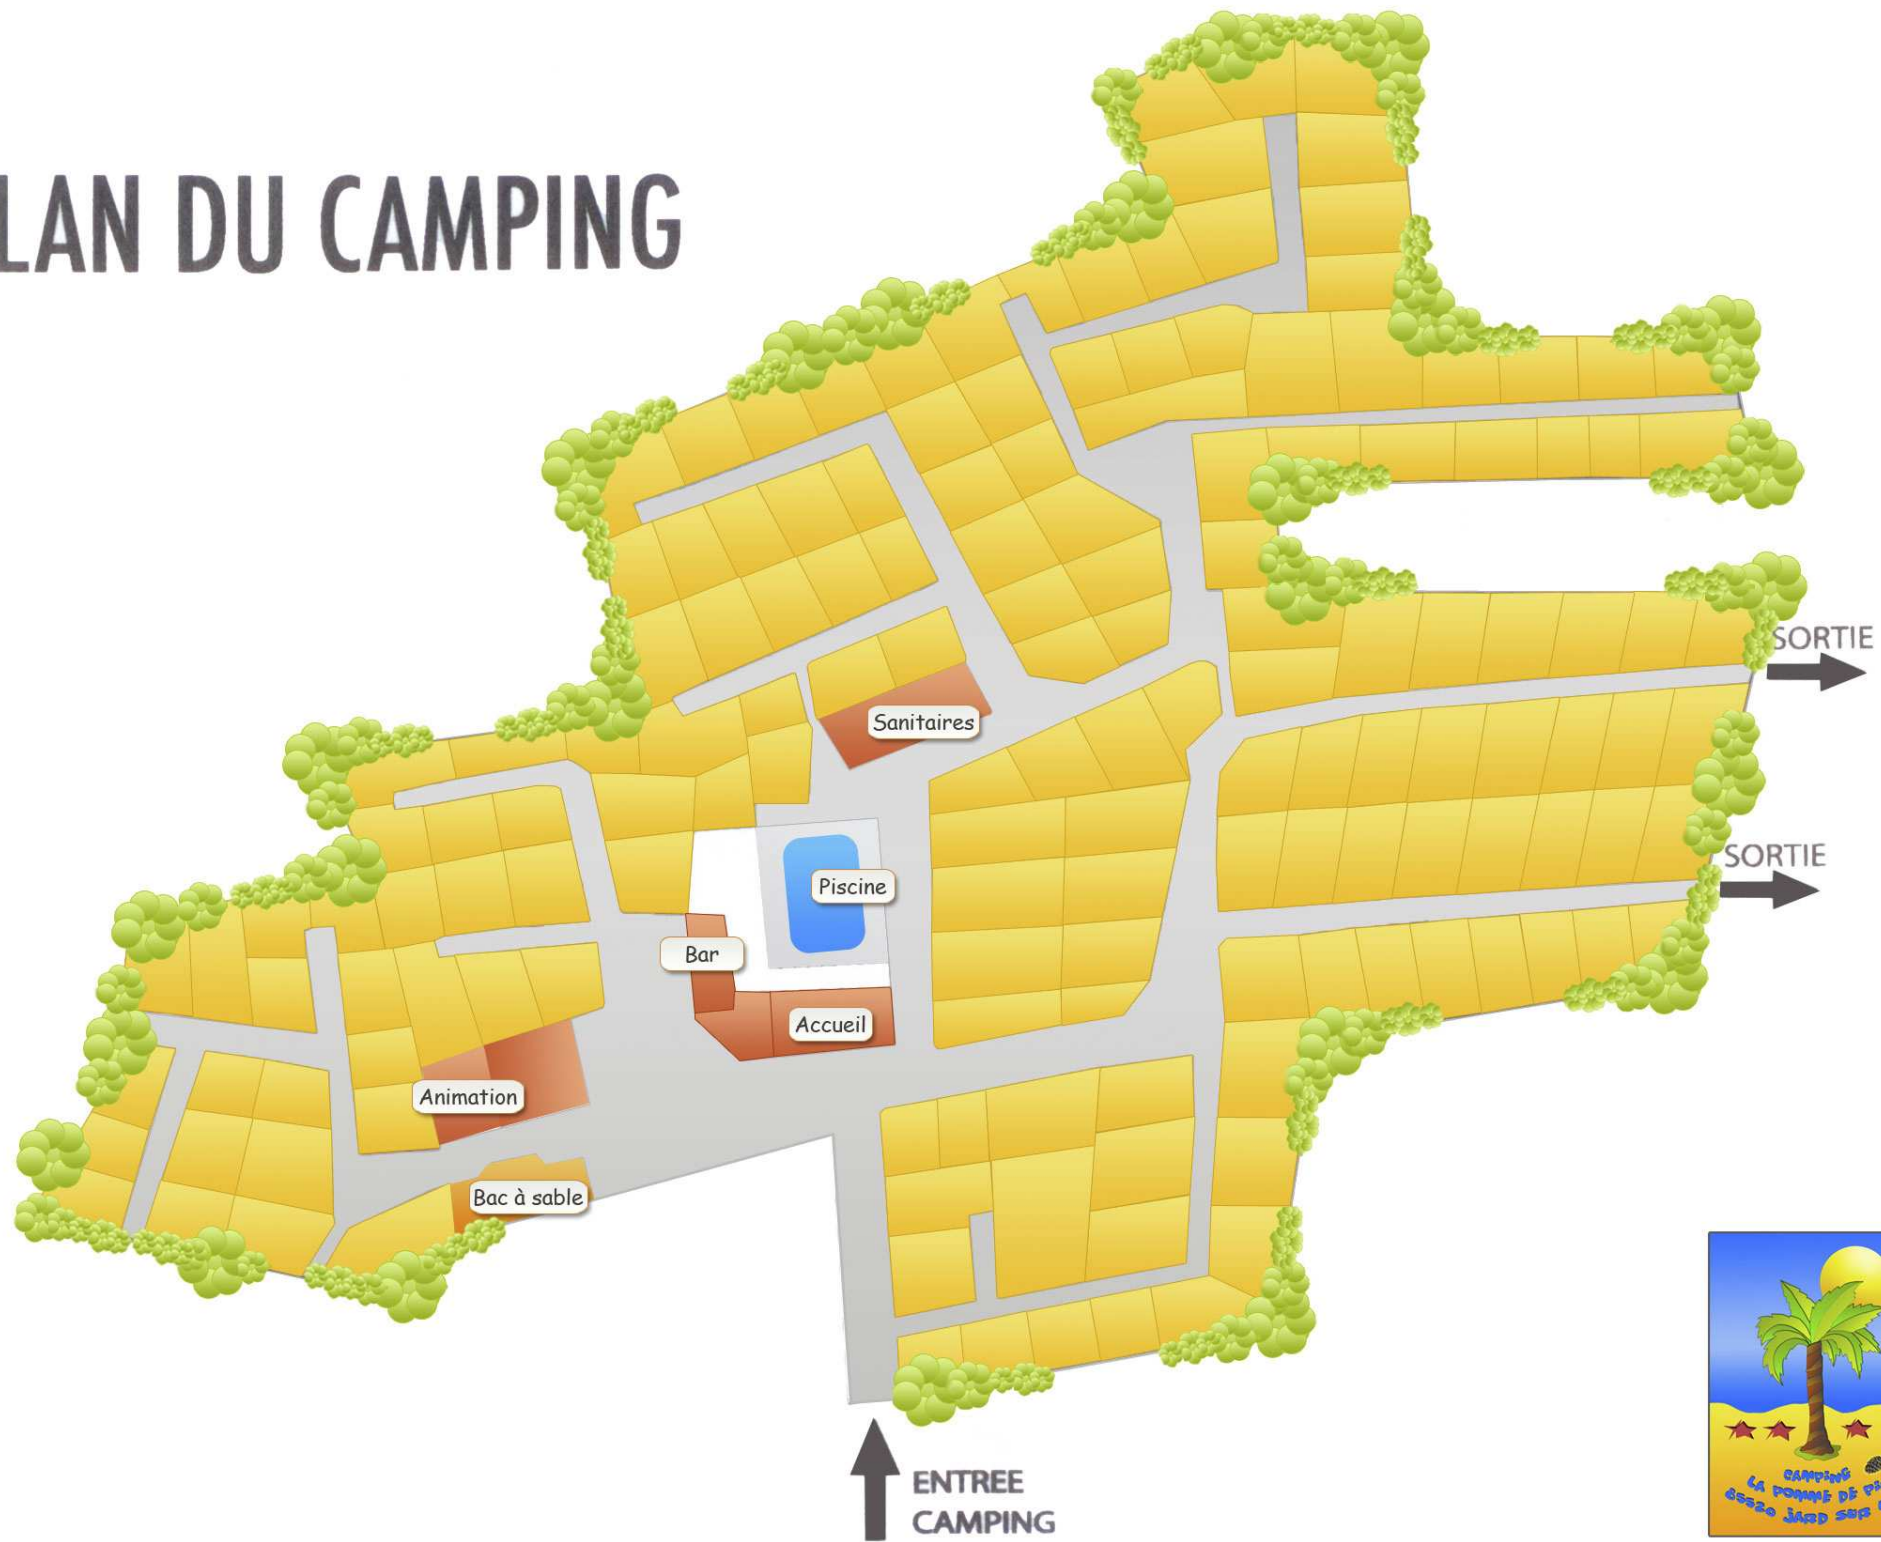 LAN DU CAMPING
SORTIE
Sanitaires
SORTIE
Piscine
Bar
Accueil
Animation
Bac à sable
ENTREE
CAMPING
CAMPING
LA POMME DE
85520 JARD SUR